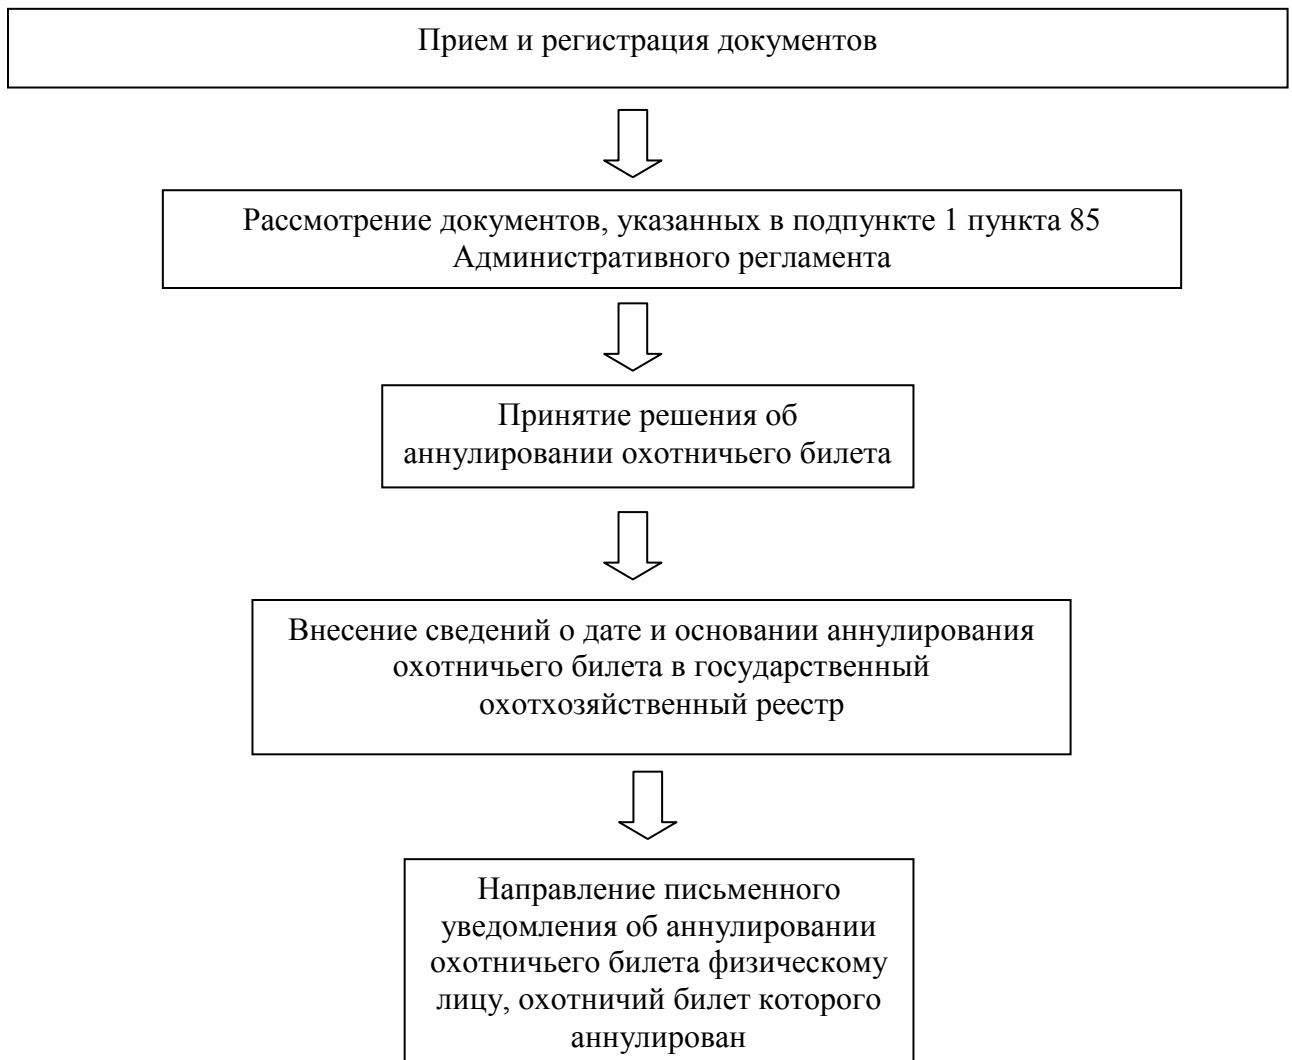 Прием и регистрация документов
Рассмотрение документов, указанных в подпункте 1 пункта 85
Административного регламента
Принятие решения об
аннулировании охотничьего билета
Внесение сведений о дате и основании аннулирования
охотничьего билета в государственный
охотхозяйственный реестр
Направление письменного
уведомления об аннулировании
охотничьего билета физическому
лицу, охотничий билет которого
аннулирован